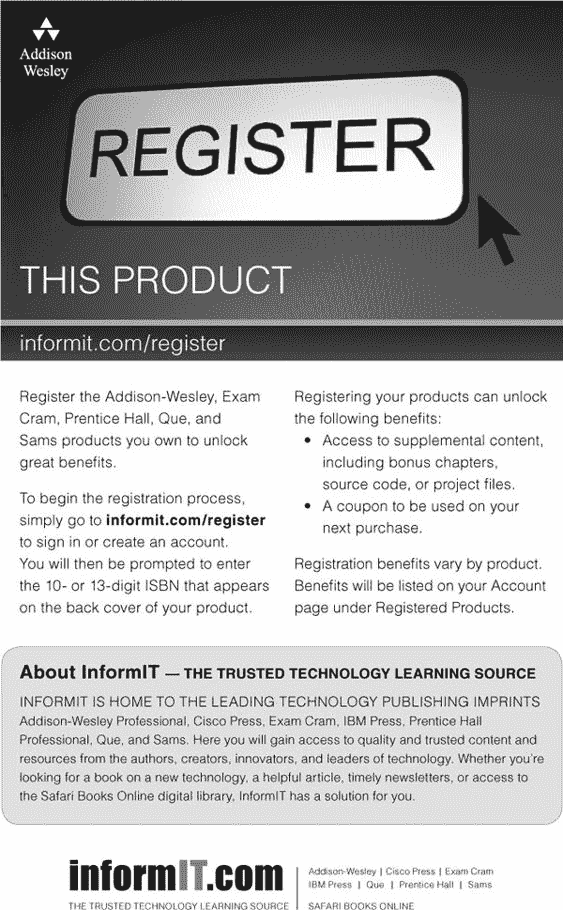 Addison
Wesley
REGISTER
THIS PRODUCT
informit.com/register
Register the Addison-Wesley, Exam
Cram, Prentice Hall, Que, and
Sams products you own to unlock
great benefits.
To begin the registration process,
simply go to informit.com/register
to sign in or create an account.
You will then be prompted to enter
the 10- or 13-digit ISBN that appears
on the back cover of your product.
Registering your products can unlock
the following benefits:
• Access to supplemental content,
including bonus chapters,
source code, or project files.
• A coupon to be used on your
next purchase.
Registration benefits vary by product.
Benefits will be listed on your Account
page under Registered Products.
About InformIT — THE TRUSTED TECHNOLOGY LEARNING SOURCE
INFORMIT IS HOME TO THE LEADING TECHNOLOGY PUBLISHING IMPRINTS
Addison-Wesley Professional, Cisco Press, Exam Cram, IBM Press, Prentice Hall
Professional, Que, and Sams. Here you will gain access to quality and trusted content and
resources from the authors, creators, innovators, and leaders of technology. Whether you're
looking for a book on a new technology, a helpful article, timely newsletters, or access to
the Safari Books Online digital library, InformIT has a solution for you.
informIT.com
THE TRUSTED TECHNOLOGY LEARNING SOURCE
Addison-Wesley | Cisco Press | Exam Cram
IBM Press | Que | Prentice Hall | Sams
SAFARI BOOKS ONLINE